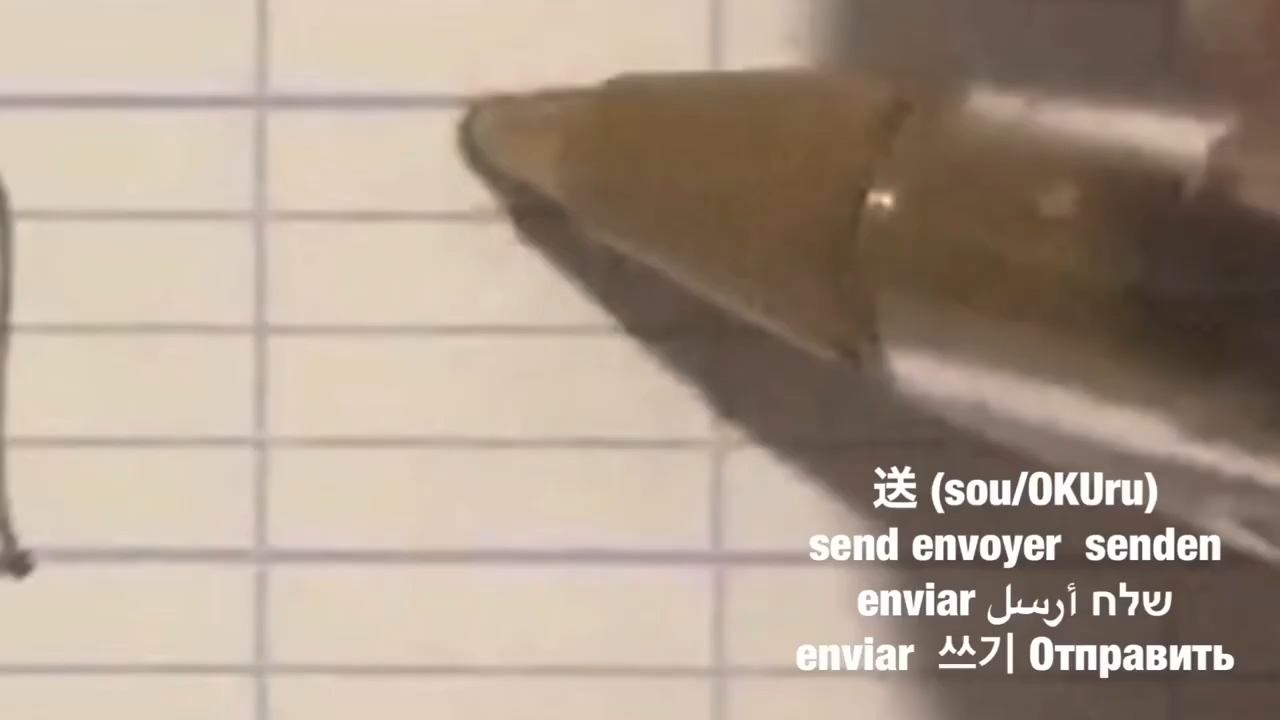 送 (sou/OKUru)
send envoyer  senden
enviar أرسل שלח
enviar  쓰기 Отправить